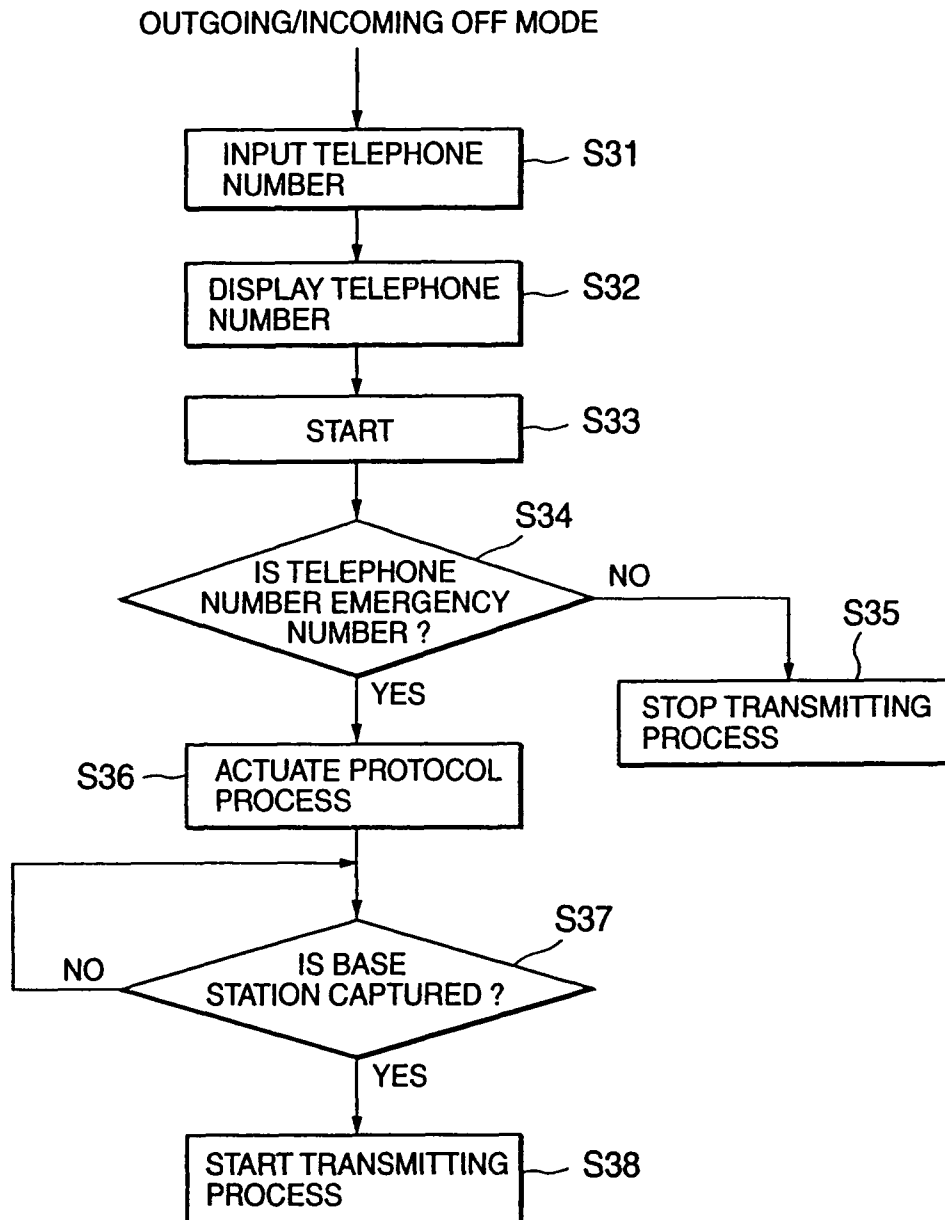 OUTGOING/INCOMING OFF MODE
INPUT TELEPHONE
NUMBER
S31
DISPLAY TELEPHONE
NUMBER
S32
START
S33
S34
IS TELEPHONE
NUMBER EMERGENCY
NUMBER ?
NO
YES
S35
STOP TRANSMITTING
PROCESS
S36
ACTUATE PROTOCOL
PROCESS
S37
IS BASE
STATION CAPTURED ?
NO
YES
START TRANSMITTING
PROCESS
S38